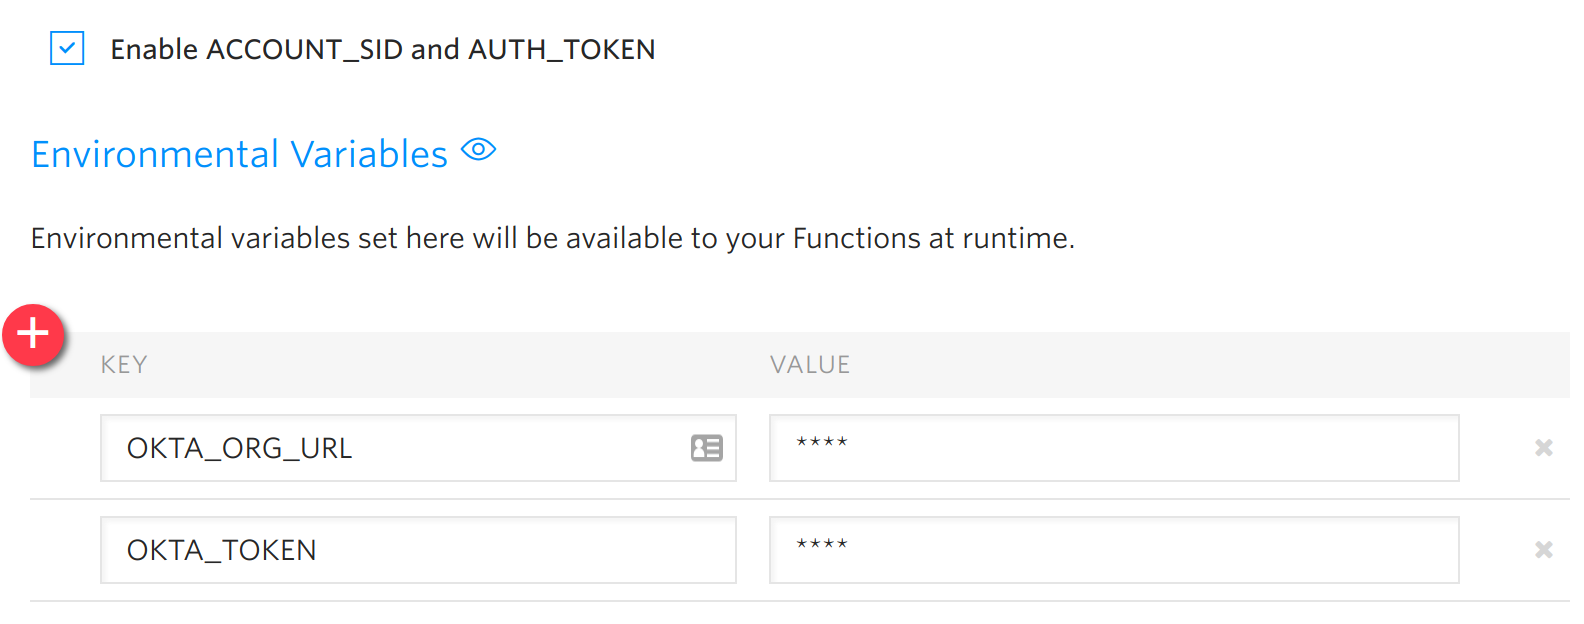 Enable ACCOUNT_SID and AUTH_TOKEN
Environmental Variables
Environmental variables set here will be available to your Functions at runtime.
KEY VALUE
OKTA_ORG_URL ****
OKTA_TOKEN ****